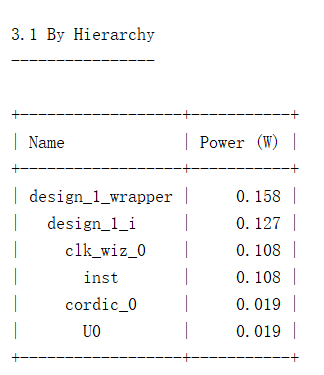 3.1 By Hierarchy
----------------
+------------------+-----------+
| Name             | Power (W) |
+------------------+-----------+
| design_1_wrapper |     0.158 |
|   design_1_i     |     0.127 |
|     clk_wiz_0    |     0.108 |
|       inst       |     0.108 |
|     cordic_0     |     0.019 |
|       U0         |     0.019 |
+------------------+-----------+